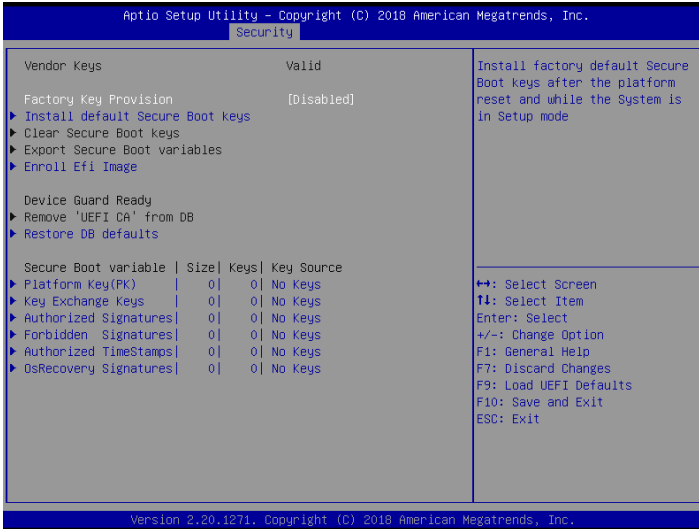 Aptio Setup Utility – Copyright (C) 2018 American Megatrends, Inc.
Security
Vendor Keys Valid
Factory Key Provision [Disabled]
▶ Install default Secure Boot keys
▶ Clear Secure Boot keys
▶ Export Secure Boot variables
▶ Enroll Efi Image
Device Guard Ready
▶ Remove 'UEFI CA' from DB
▶ Restore DB defaults
Secure Boot variable | Size| Keys| Key Source
▶ Platform Key(PK) | 0| 0| No Keys
▶ Key Exchange Keys | 0| 0| No Keys
▶ Authorized Signatures| 0| 0| No Keys
▶ Forbidden Signatures| 0| 0| No Keys
▶ Authorized TimeStamps| 0| 0| No Keys
▶ OsRecovery Signatures| 0| 0| No Keys
Install factory default Secure
Boot keys after the platform
reset and while the System is
in Setup mode
↔: Select Screen
↑↓: Select Item
Enter: Select
+/-: Change Option
F1: General Help
F7: Discard Changes
F9: Load UEFI Defaults
F10: Save and Exit
ESC: Exit
Version 2.20.1271. Copyright (C) 2018 American Megatrends, Inc.